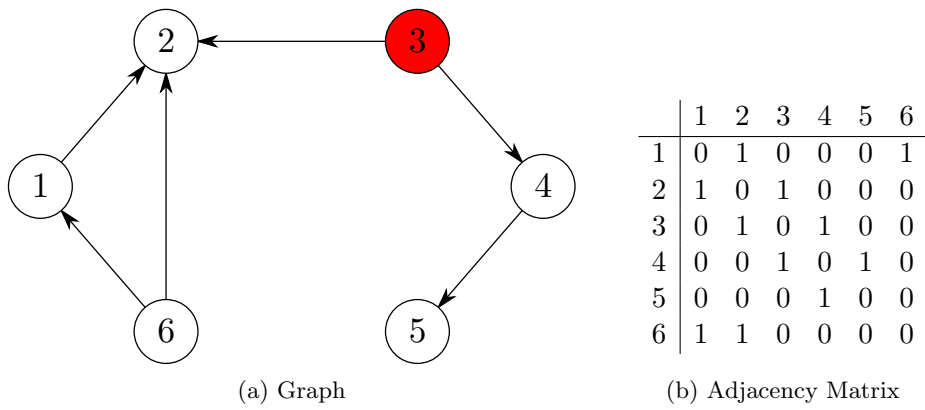 2
3
1
4
6
5
(a) Graph
1 2 3 4 5 6
1 0 1 0 0 0 1
2 1 0 1 0 0 0
3 0 1 0 1 0 0
4 0 0 1 0 1 0
5 0 0 0 1 0 0
6 1 1 0 0 0 0
(b) Adjacency Matrix